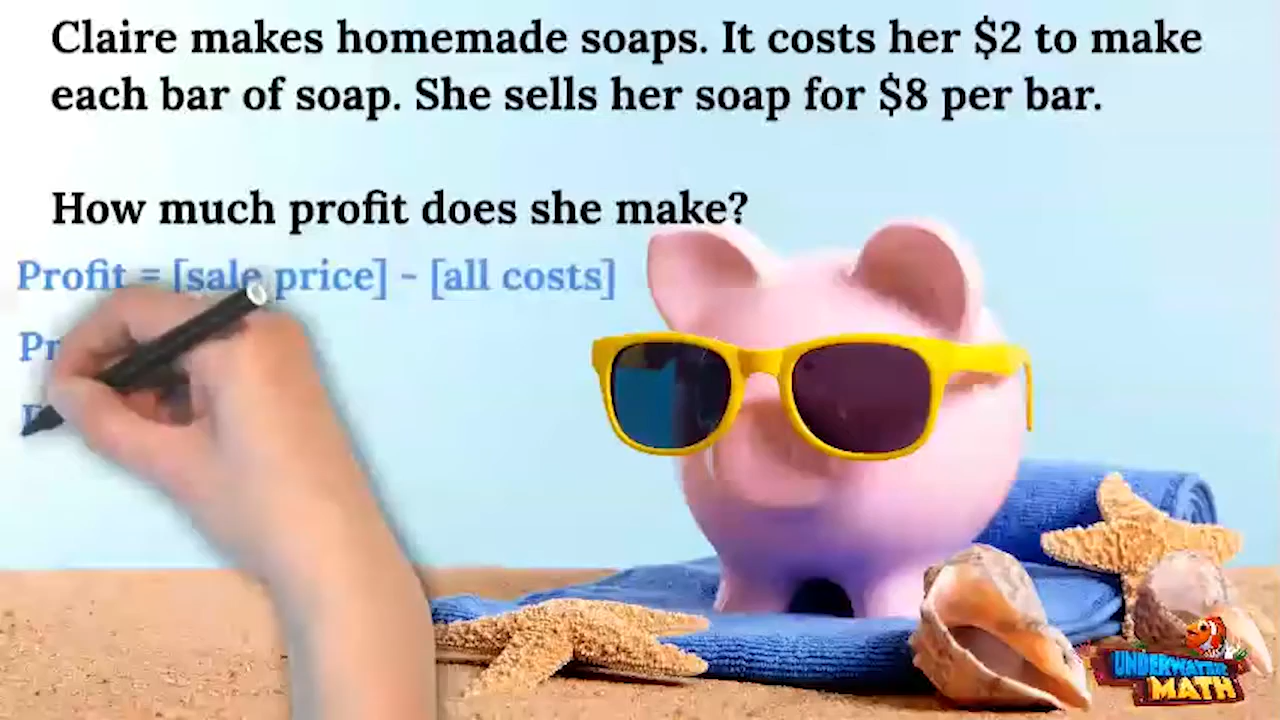 Claire makes homemade soaps. It costs her $2 to make
each bar of soap. She sells her soap for $8 per bar.
How much profit does she make?
Profit = [sale price] - [all costs]
Pr
UNDERWATER
MATH